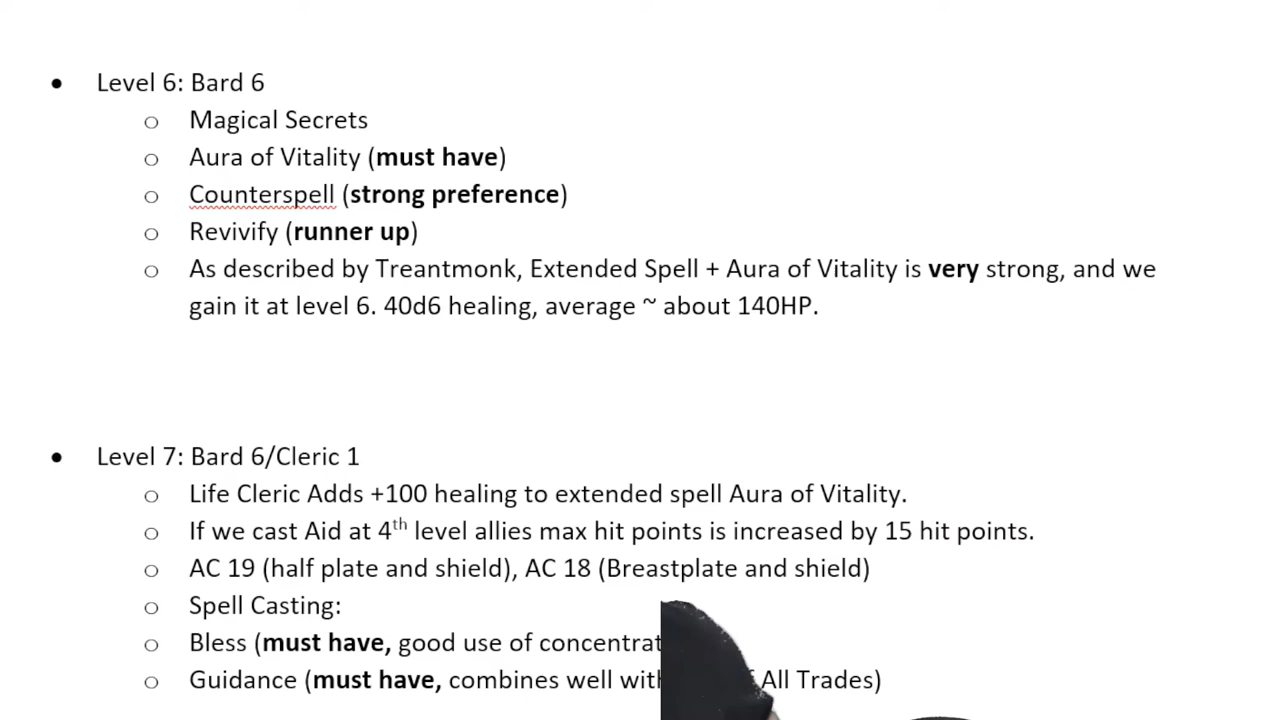 • Level 6: Bard 6
○ Magical Secrets
○ Aura of Vitality (must have)
○ Counterspell (strong preference)
○ Revivify (runner up)
○ As described by Treantmonk, Extended Spell + Aura of Vitality is very strong, and we
gain it at level 6. 40d6 healing, average ~ about 140HP.
• Level 7: Bard 6/Cleric 1
○ Life Cleric Adds +100 healing to extended spell Aura of Vitality.
○ If we cast Aid at 4th level allies max hit points is increased by 15 hit points.
○ AC 19 (half plate and shield), AC 18 (Breastplate and shield)
○ Spell Casting:
○ Bless (must have, good use of concentrat
○ Guidance (must have, combines well with All Trades)